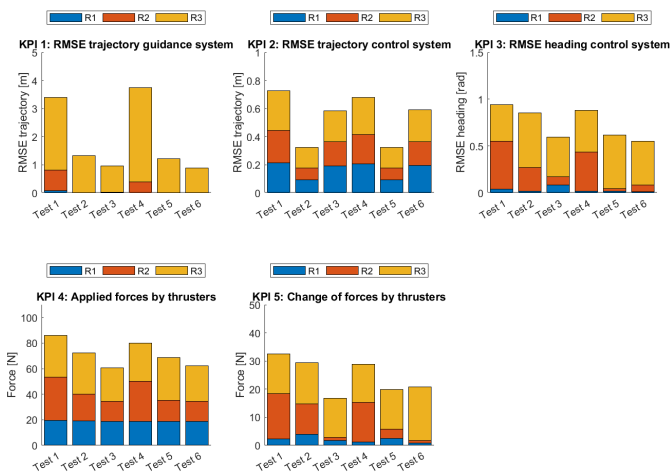 R1 R2 R3
KPI 1: RMSE trajectory guidance system
RMSE trajectory [m]
5
4
3
2
1
0
Test 1
Test 2
Test 3
Test 4
Test 5
Test 6
R1 R2 R3
KPI 2: RMSE trajectory control system
RMSE trajectory [m]
1
0.8
0.6
0.4
0.2
0
Test 1
Test 2
Test 3
Test 4
Test 5
Test 6
R1 R2 R3
KPI 3: RMSE heading control system
RMSE heading [rad]
1.5
1
0.5
0
Test 1
Test 2
Test 3
Test 4
Test 5
Test 6
R1 R2 R3
KPI 4: Applied forces by thrusters
Force [N]
100
80
60
40
20
0
Test 1
Test 2
Test 3
Test 4
Test 5
Test 6
R1 R2 R3
KPI 5: Change of forces by thrusters
Force [N]
50
40
30
20
10
0
Test 1
Test 2
Test 3
Test 4
Test 5
Test 6